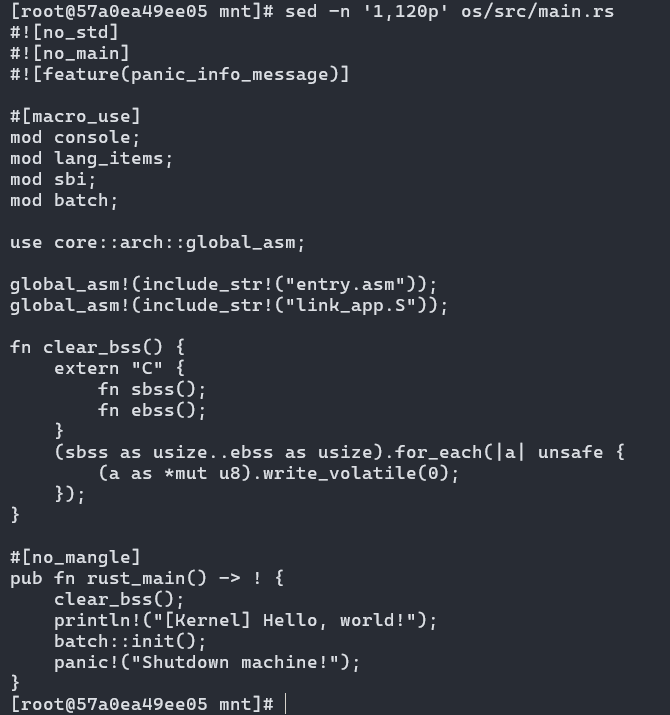 [root@57a0ea49ee05 mnt]# sed -n '1,120p' os/src/main.rs
#![no_std]
#![no_main]
#![feature(panic_info_message)]

#[macro_use]
mod console;
mod lang_items;
mod sbi;
mod batch;

use core::arch::global_asm;

global_asm!(include_str!("entry.asm"));
global_asm!(include_str!("link_app.S"));

fn clear_bss() {
    extern "C" {
        fn sbss();
        fn ebss();
    }
    (sbss as usize..ebss as usize).for_each(|a| unsafe {
        (a as *mut u8).write_volatile(0);
    });
}

#[no_mangle]
pub fn rust_main() -> ! {
    clear_bss();
    println!("[Kernel] Hello, world!");
    batch::init();
    panic!("Shutdown machine!");
}
[root@57a0ea49ee05 mnt]#